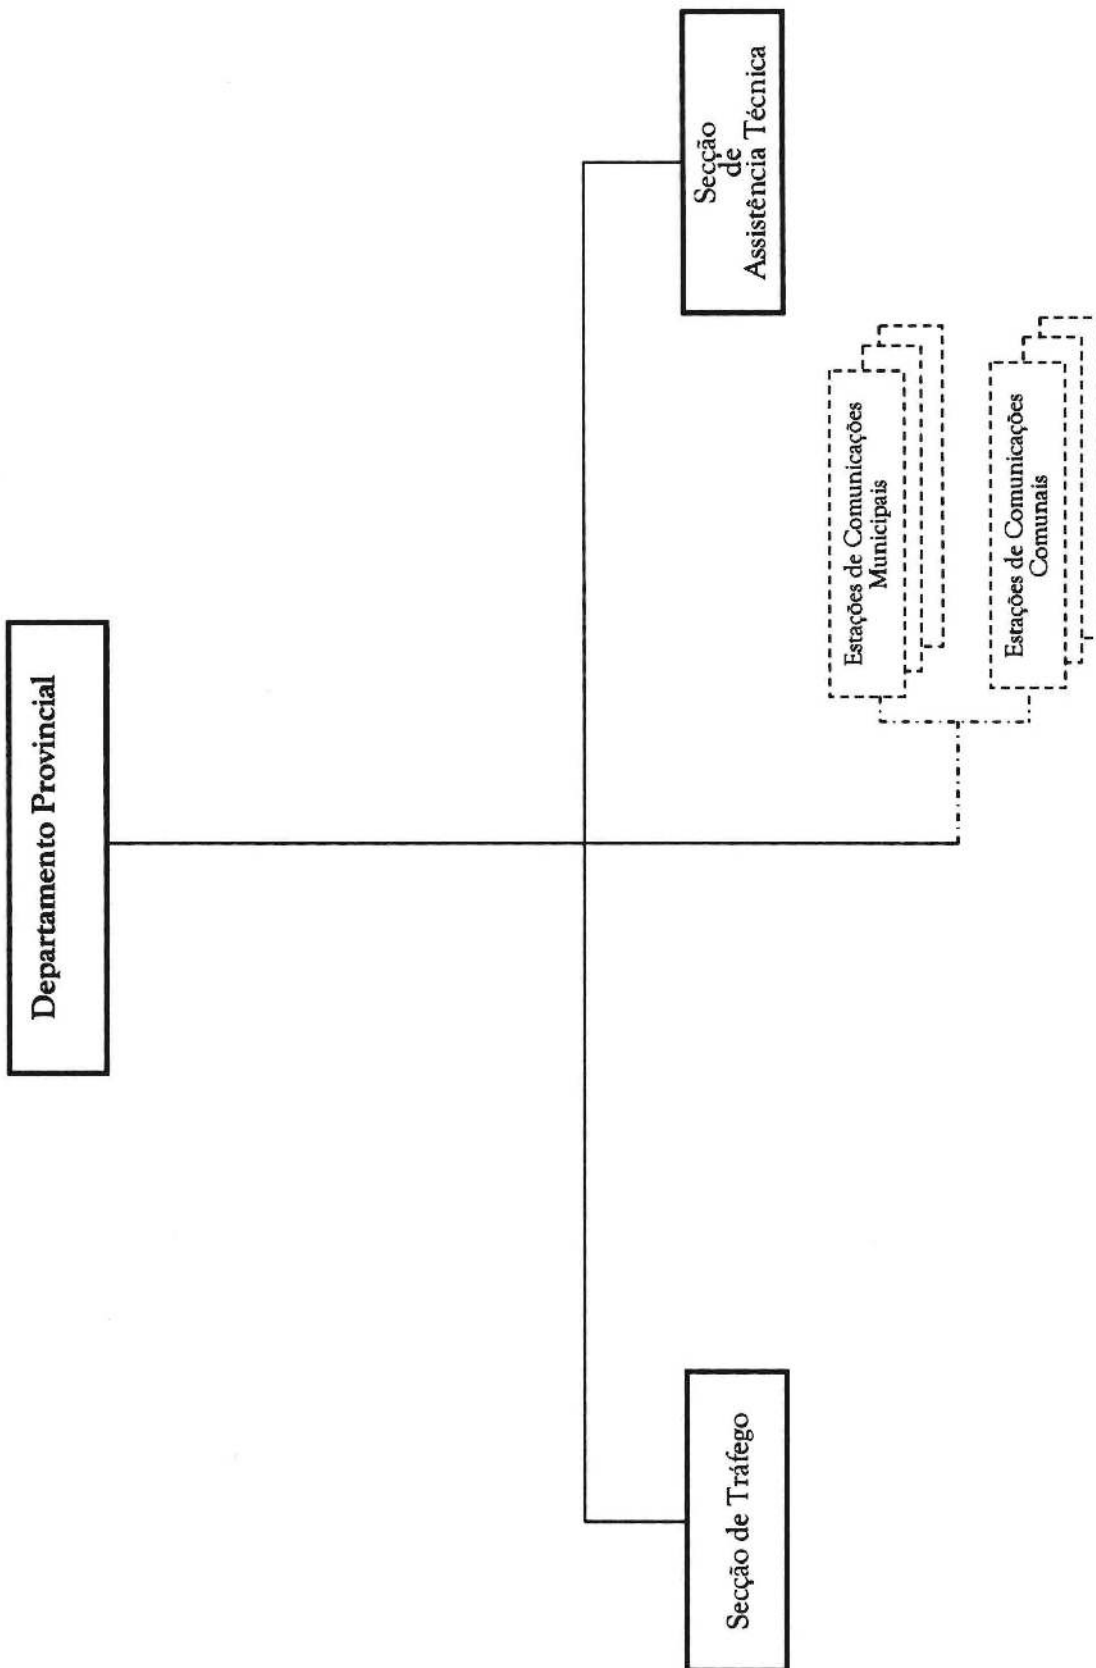 Departamento Provincial
Secção de Tráfego
Secção
de
Assistência Técnica
Estações de Comunicações
Municipais
Estações de Comunicações
Comunais